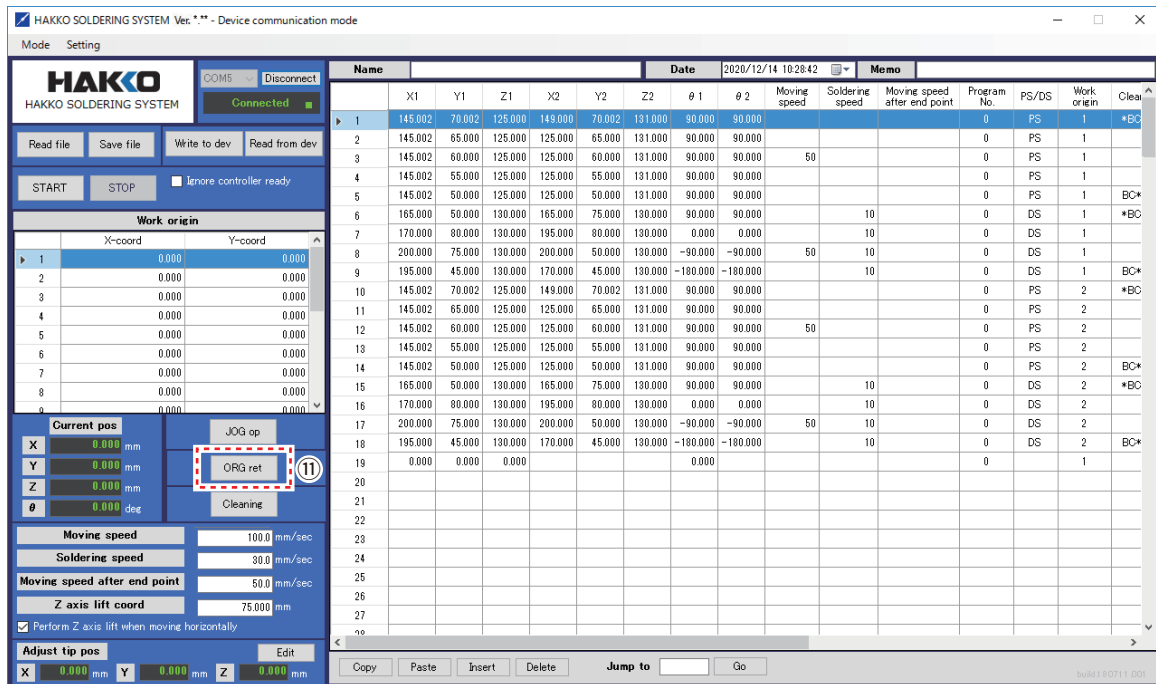 HAKKO SOLDERING SYSTEM Ver. *.** - Device communication mode
Mode Setting
HAKKO
HAKKO SOLDERING SYSTEM
COM5 Disconnect
Connected
Read file Save file Write to dev Read from dev
START STOP Ignore controller ready
Work origin
X-coord Y-coord
1 0.000 0.000
2 0.000 0.000
3 0.000 0.000
4 0.000 0.000
5 0.000 0.000
6 0.000 0.000
7 0.000 0.000
8 0.000 0.000
9 0.000 0.000
Current pos
X 0.000 mm
Y 0.000 mm
Z 0.000 mm
θ 0.000 deg
JOG op
ORG ret ⑪
Cleaning
Moving speed 100.0 mm/sec
Soldering speed 30.0 mm/sec
Moving speed after end point 50.0 mm/sec
Z axis lift coord 75.000 mm
Perform Z axis lift when moving horizontally
Adjust tip pos Edit
X 0.000 mm Y 0.000 mm Z 0.000 mm
Name Date 2020/12/14 10:28:42 Memo
X1 Y1 Z1 X2 Y2 Z2 θ 1 θ 2 Moving speed Soldering speed Moving speed after end point Program No. PS/DS Work origin Clea
1 145.002 70.002 125.000 149.000 70.002 131.000 90.000 90.000 0 PS 1 *BC
2 145.002 65.000 125.000 125.000 65.000 131.000 90.000 90.000 0 PS 1
3 145.002 60.000 125.000 125.000 60.000 131.000 90.000 90.000 50 0 PS 1
4 145.002 55.000 125.000 125.000 55.000 131.000 90.000 90.000 0 PS 1
5 145.002 50.000 125.000 125.000 50.000 131.000 90.000 90.000 0 PS 1 BC*
6 165.000 50.000 130.000 165.000 75.000 130.000 90.000 90.000 10 0 DS 1 *BC
7 170.000 80.000 130.000 195.000 80.000 130.000 0.000 0.000 10 0 DS 1
8 200.000 75.000 130.000 200.000 50.000 130.000 -90.000 -90.000 50 10 0 DS 1
9 195.000 45.000 130.000 170.000 45.000 130.000 -180.000 -180.000 10 0 DS 1 BC*
10 145.002 70.002 125.000 149.000 70.002 131.000 90.000 90.000 0 PS 2 *BC
11 145.002 65.000 125.000 125.000 65.000 131.000 90.000 90.000 0 PS 2
12 145.002 60.000 125.000 125.000 60.000 131.000 90.000 90.000 50 0 PS 2
13 145.002 55.000 125.000 125.000 55.000 131.000 90.000 90.000 0 PS 2
14 145.002 50.000 125.000 125.000 50.000 131.000 90.000 90.000 0 PS 2 BC*
15 165.000 50.000 130.000 165.000 75.000 130.000 90.000 90.000 10 0 DS 2 *BC
16 170.000 80.000 130.000 195.000 80.000 130.000 0.000 0.000 10 0 DS 2
17 200.000 75.000 130.000 200.000 50.000 130.000 -90.000 -90.000 50 10 0 DS 2
18 195.000 45.000 130.000 170.000 45.000 130.000 -180.000 -180.000 10 0 DS 2 BC*
19 0.000 0.000 0.000 0.000 0 1
20
21
22
23
24
25
26
27
28
Copy Paste Insert Delete Jump to Go
build.180711.001